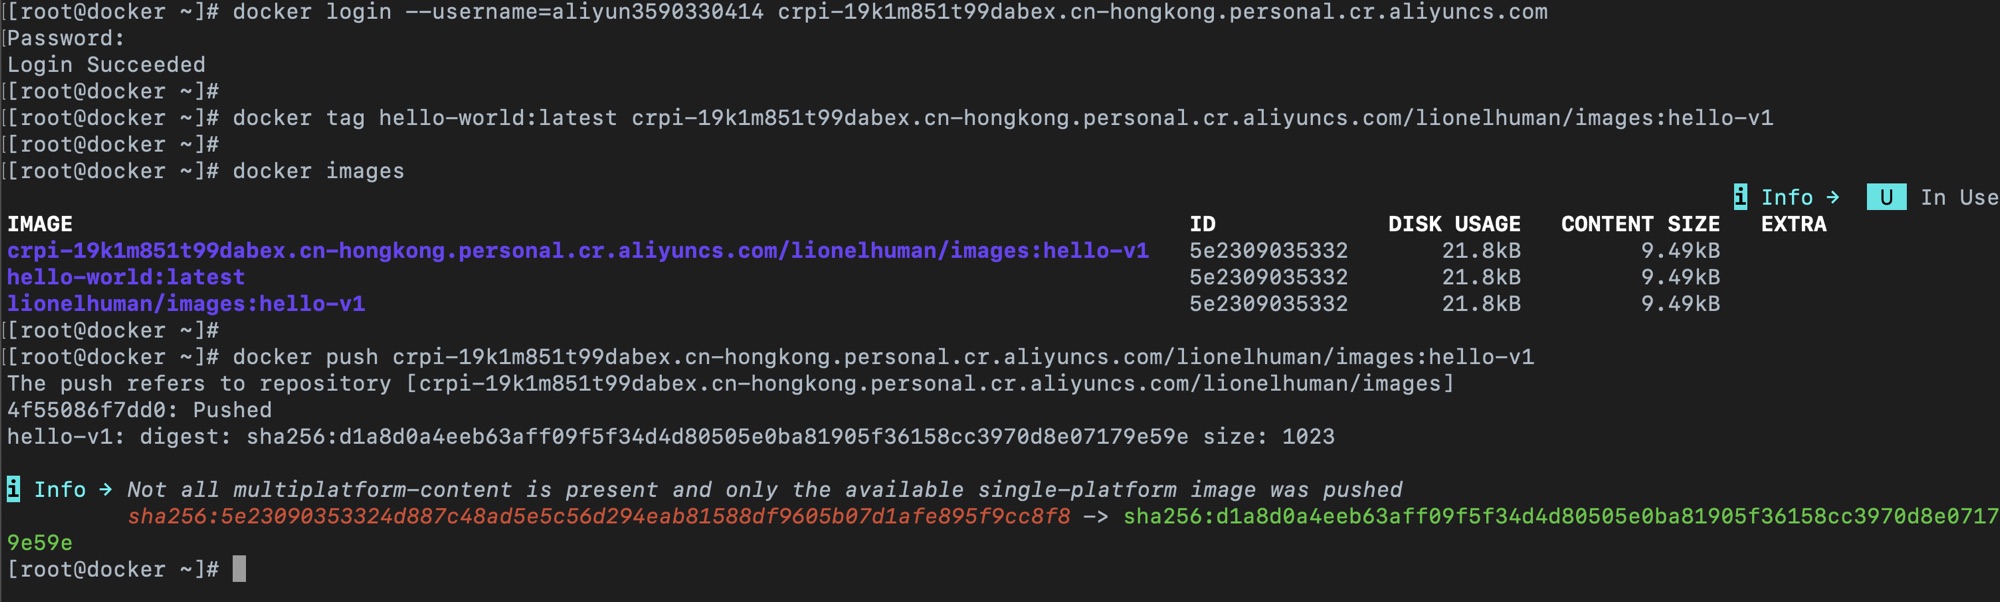 [[root@docker ~]# docker login --username=aliyun3590330414 crpi-19k1m851t99dabex.cn-hongkong.personal.cr.aliyuncs.com
[Password:
Login Succeeded
[[root@docker ~]#
[[root@docker ~]# docker tag hello-world:latest crpi-19k1m851t99dabex.cn-hongkong.personal.cr.aliyuncs.com/lionelhuman/images:hello-v1
[[root@docker ~]#
[[root@docker ~]# docker images
i Info → U In Use
IMAGE ID DISK USAGE CONTENT SIZE EXTRA
crpi-19k1m851t99dabex.cn-hongkong.personal.cr.aliyuncs.com/lionelhuman/images:hello-v1 5e2309035332 21.8kB 9.49kB
hello-world:latest 5e2309035332 21.8kB 9.49kB
lionelhuman/images:hello-v1 5e2309035332 21.8kB 9.49kB
[[root@docker ~]#
[[root@docker ~]# docker push crpi-19k1m851t99dabex.cn-hongkong.personal.cr.aliyuncs.com/lionelhuman/images:hello-v1
The push refers to repository [crpi-19k1m851t99dabex.cn-hongkong.personal.cr.aliyuncs.com/lionelhuman/images]
4f55086f7dd0: Pushed
hello-v1: digest: sha256:d1a8d0a4eeb63aff09f5f34d4d80505e0ba81905f36158cc3970d8e07179e59e size: 1023
i Info → Not all multiplatform-content is present and only the available single-platform image was pushed
sha256:5e23090353324d887c48ad5e5c56d294eab81588df9605b07d1afe895f9cc8f8 -> sha256:d1a8d0a4eeb63aff09f5f34d4d80505e0ba81905f36158cc3970d8e0717
9e59e
[root@docker ~]#